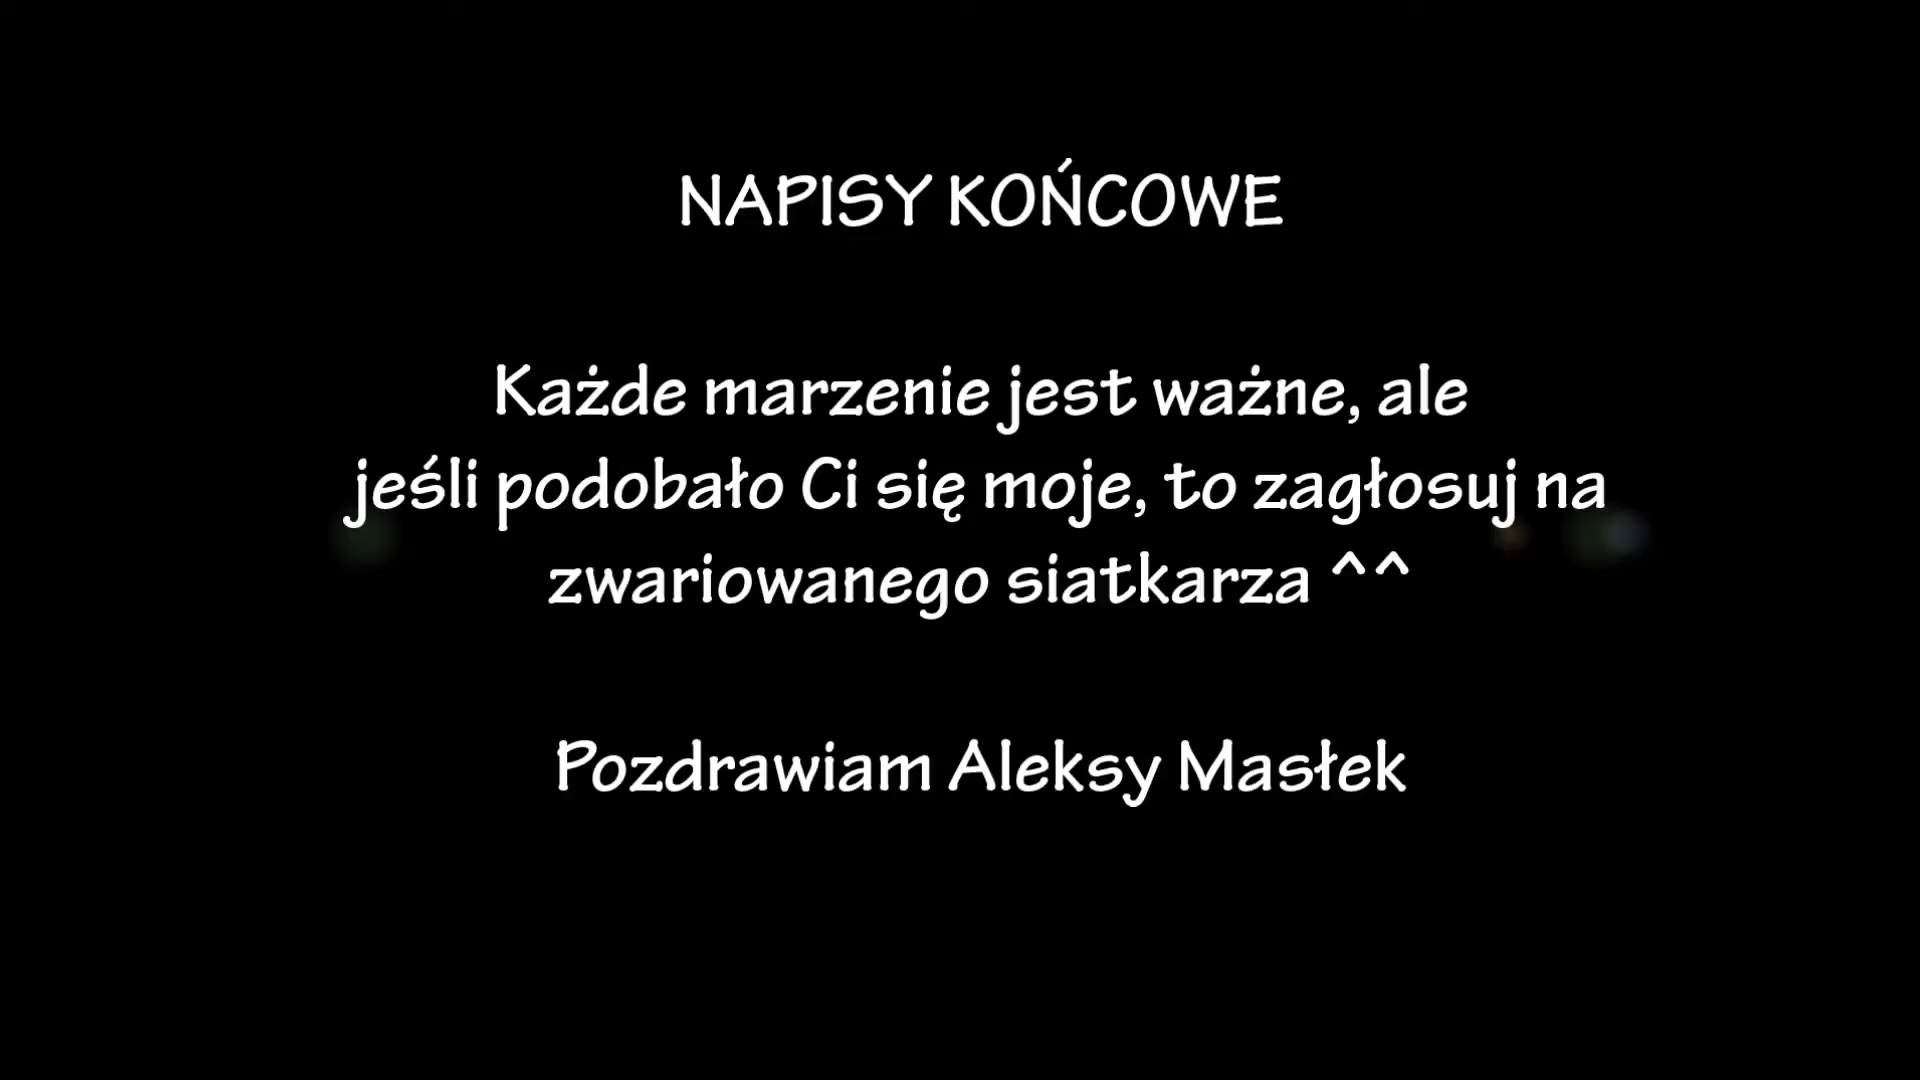 NAPISY KOŃCOWE
Każde marzenie jest ważne, ale
jeśli podobało Ci się moje, to zagłosuj na
zwariowanego siatkarza ^^
Pozdrawiam Aleksy Masłek